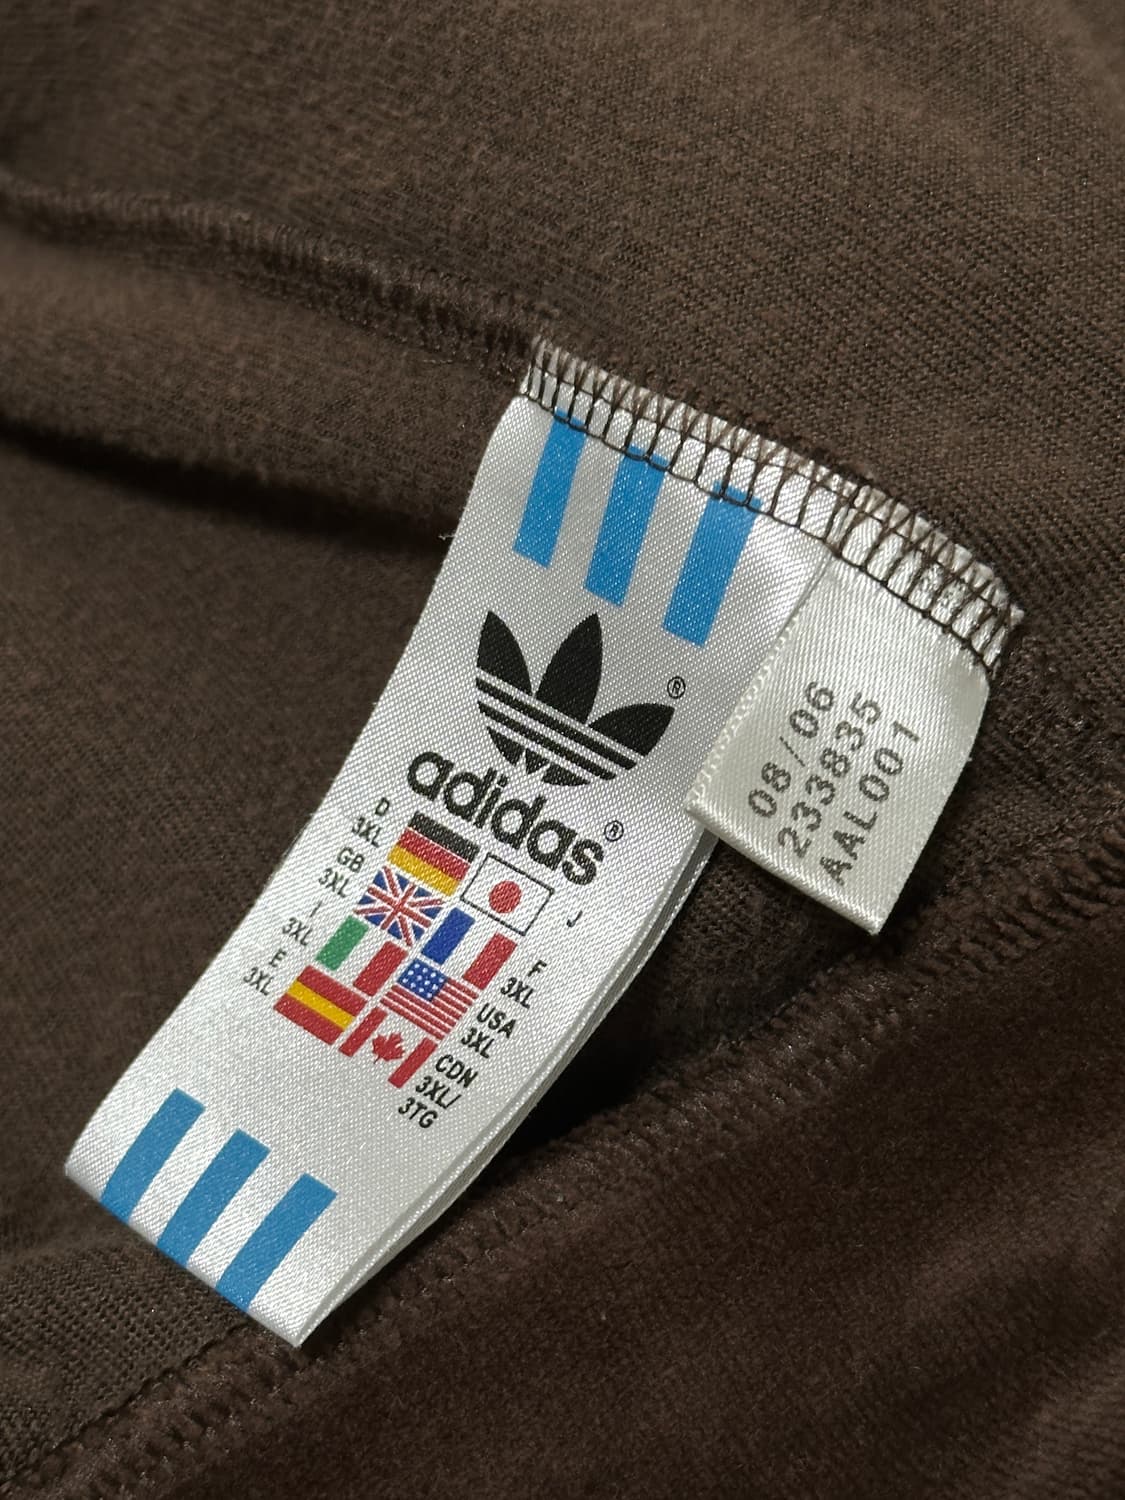 ®
adidas®
D
3XL
GB
3XL
I
3XL
E
3XL
J
F
3XL
USA
3XL
CDN
3XL/
3TG
08/06
233835
AAL001